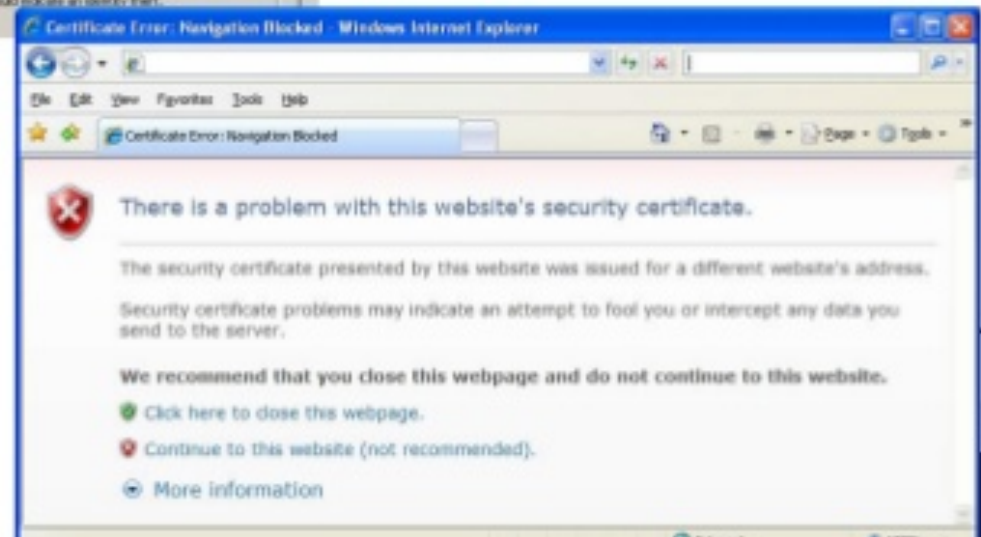 Certificate Error: Navigation Blocked - Windows Internet Explorer
File Edit View Favorites Tools Help
Certificate Error: Navigation Blocked
Page Tools
There is a problem with this website's security certificate.
The security certificate presented by this website was issued for a different website's address.
Security certificate problems may indicate an attempt to fool you or intercept any data you
send to the server.
We recommend that you close this webpage and do not continue to this website.
Click here to close this webpage.
Continue to this website (not recommended).
More information